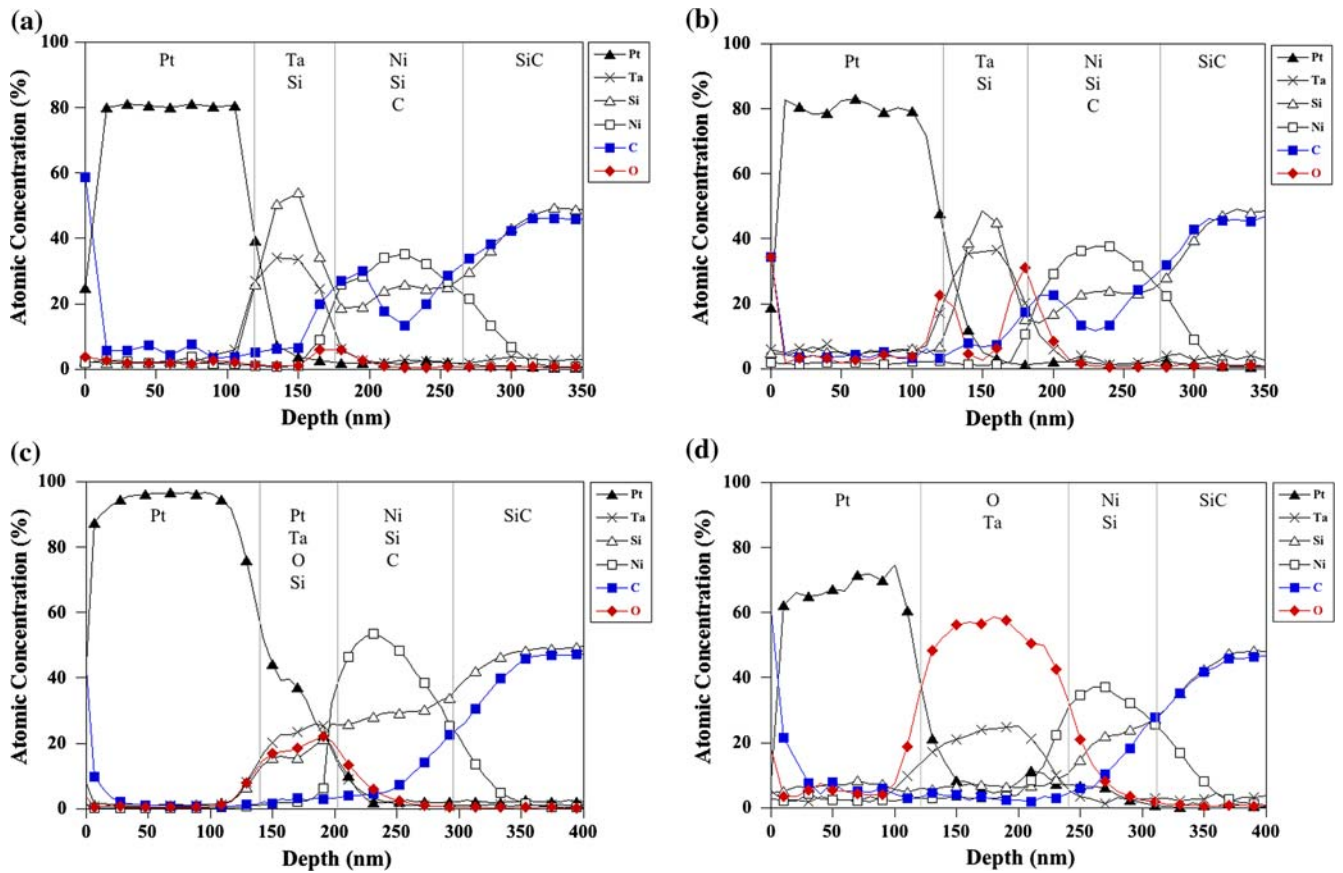 (a)
100
80
60
40
20
0
Atomic Concentration (%)
Pt
Ta
Si
Ni
Si
C
SiC
Pt
Ta
Si
Ni
C
O
0 50 100 150 200 250 300 350
Depth (nm)
(b)
100
80
60
40
20
0
Atomic Concentration (%)
Pt
Ta
Si
Ni
Si
C
SiC
Pt
Ta
Si
Ni
C
O
0 50 100 150 200 250 300 350
Depth (nm)
(c)
100
80
60
40
20
0
Atomic Concentration (%)
Pt
Pt
Ta
O
Si
Ni
Si
C
SiC
Pt
Ta
Si
Ni
C
O
0 50 100 150 200 250 300 350 400
Depth (nm)
(d)
100
80
60
40
20
0
Atomic Concentration (%)
Pt
O
Ta
Ni
Si
SiC
Pt
Ta
Si
Ni
C
O
0 50 100 150 200 250 300 350 400
Depth (nm)